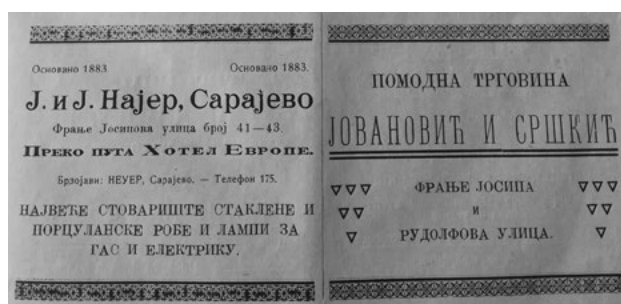 Основано 1883. Основано 1883.
Ј. и Ј. Најер, Сарајево
Фрање Јосипова улица број 41—43.
Преко пута Хотел Европе.
Брзојави: НЕУЕР, Сарајево. — Телефон 175.
НАЈВЕЋЕ СТОВАРИШТЕ СТАКЛЕНЕ И
ПОРЦУЛАНСКЕ РОБЕ И ЛАМПИ ЗА
ГАС И ЕЛЕКТРИКУ.
ПОМОДНА ТРГОВИНА
ЈОВАНОВИЋ И СРШКИЋ
ФРАЊЕ ЈОСИПА
И
РУДОЛФОВА УЛИЦА.